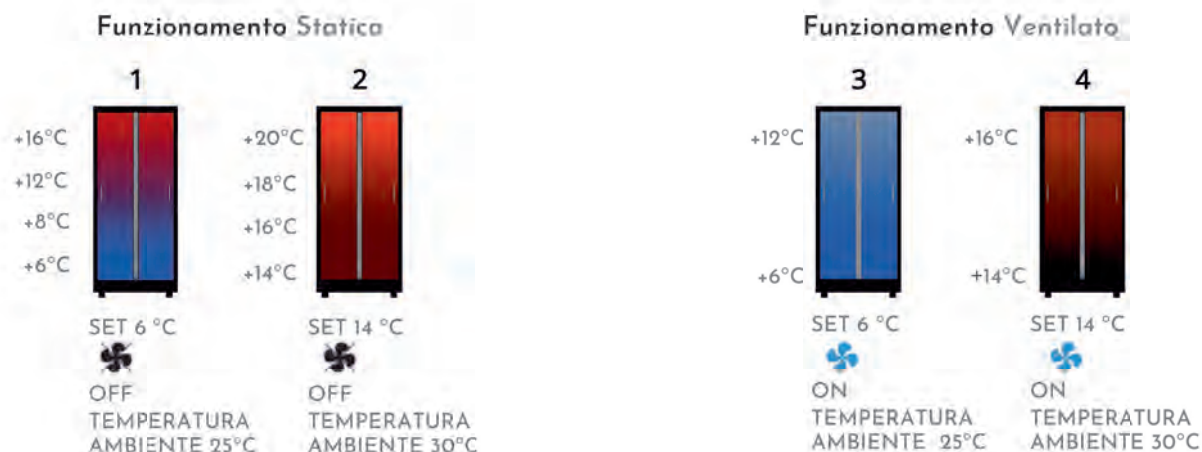 Funzionamento Statico
1
2
+16°C
+12°C
+8°C
+6°C
+20°C
+18°C
+16°C
+14°C
SET 6 °C
OFF
TEMPERATURA
AMBIENTE 25°C
SET 14 °C
OFF
TEMPERATURA
AMBIENTE 30°C
Funzionamento Ventilato
3
4
+12°C
+6°C
+16°C
+14°C
SET 6 °C
ON
TEMPERATURA
AMBIENTE 25°C
SET 14 °C
ON
TEMPERATURA
AMBIENTE 30°C